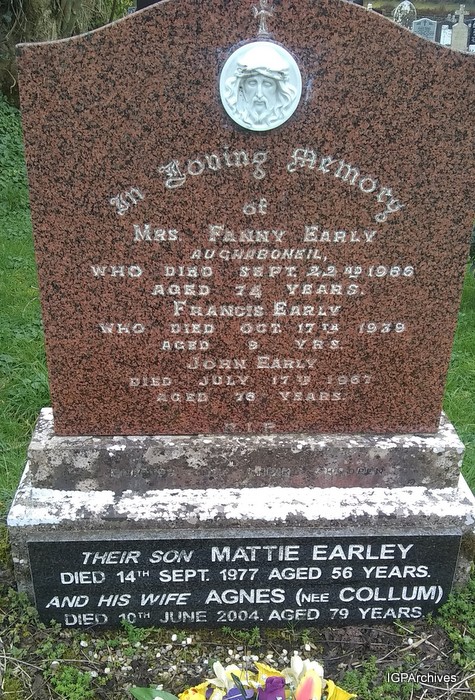 In Loving Memory
of
Mrs Fanny Early
AUGHABONEIL,
WHO DIED SEPT. 22ND 1966
AGED 74 YEARS.
Francis Early
WHO DIED OCT. 17TH 1939
AGED 9 YRS
John Early
DIED JULY 17TH 1967
AGED 76 YEARS.
R.I.P.
THEIR SON MATTIE EARLEY
DIED 14TH SEPT. 1977 AGED 56 YEARS.
AND HIS WIFE AGNES (NEE COLLUM)
DIED 10TH JUNE 2004. AGED 79 YEARS
IGPArchives